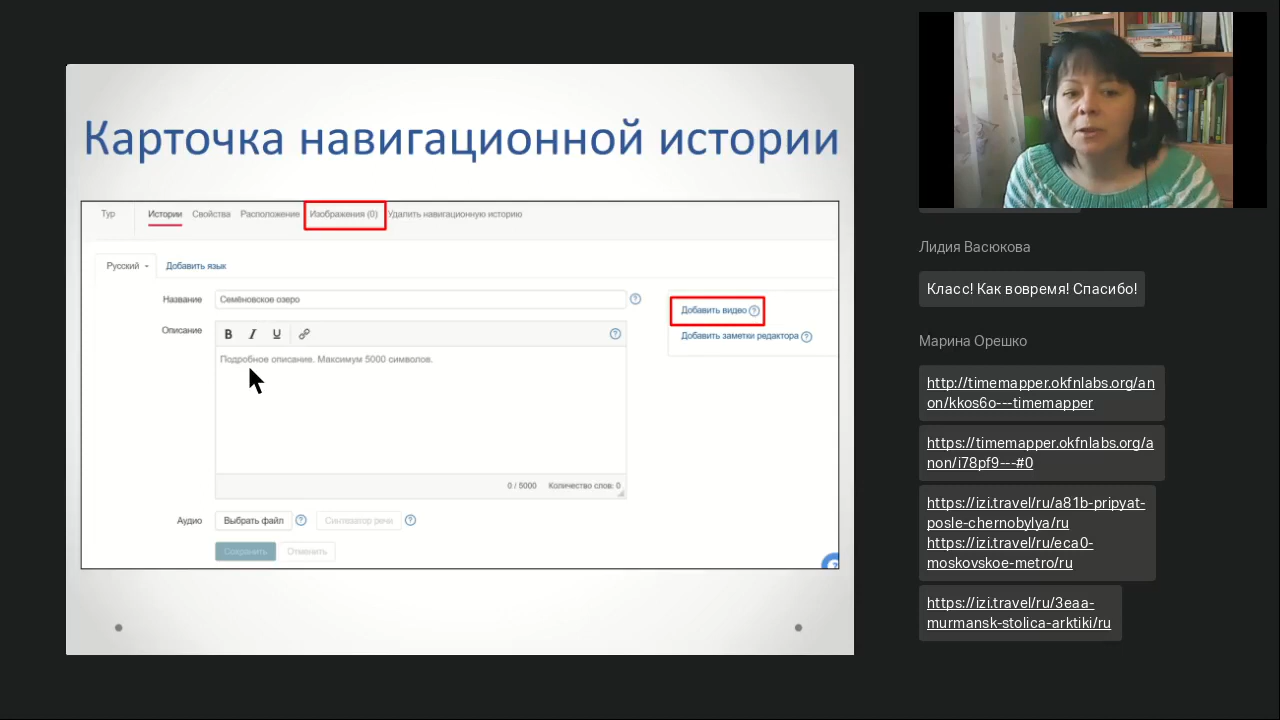 Карточка навигационной истории
Тур Истории Свойства Расположение Изображения (0) Удалить навигационную историю
Русский Добавить язык
Название Семёновское озеро ?
Добавить видео ?
Описание B I U ?
Добавить заметки редактора ?
Подробное описание. Максимум 5000 символов.
0 / 5000 Количество слов: 0
Аудио Выбрать файл ? Синтезатор речи ?
Сохранить Отменить
?
Лидия Васюкова
Класс! Как вовремя! Спасибо!
Марина Орешко
http://timemapper.okfnlabs.org/an
on/kkos6o---timemapper
https://timemapper.okfnlabs.org/a
non/i78pf9---#0
https://izi.travel/ru/a81b-pripyat-
posle-chernobylya/ru
https://izi.travel/ru/eca0-
moskovskoe-metro/ru
https://izi.travel/ru/3eaa-
murmansk-stolica-arktiki/ru